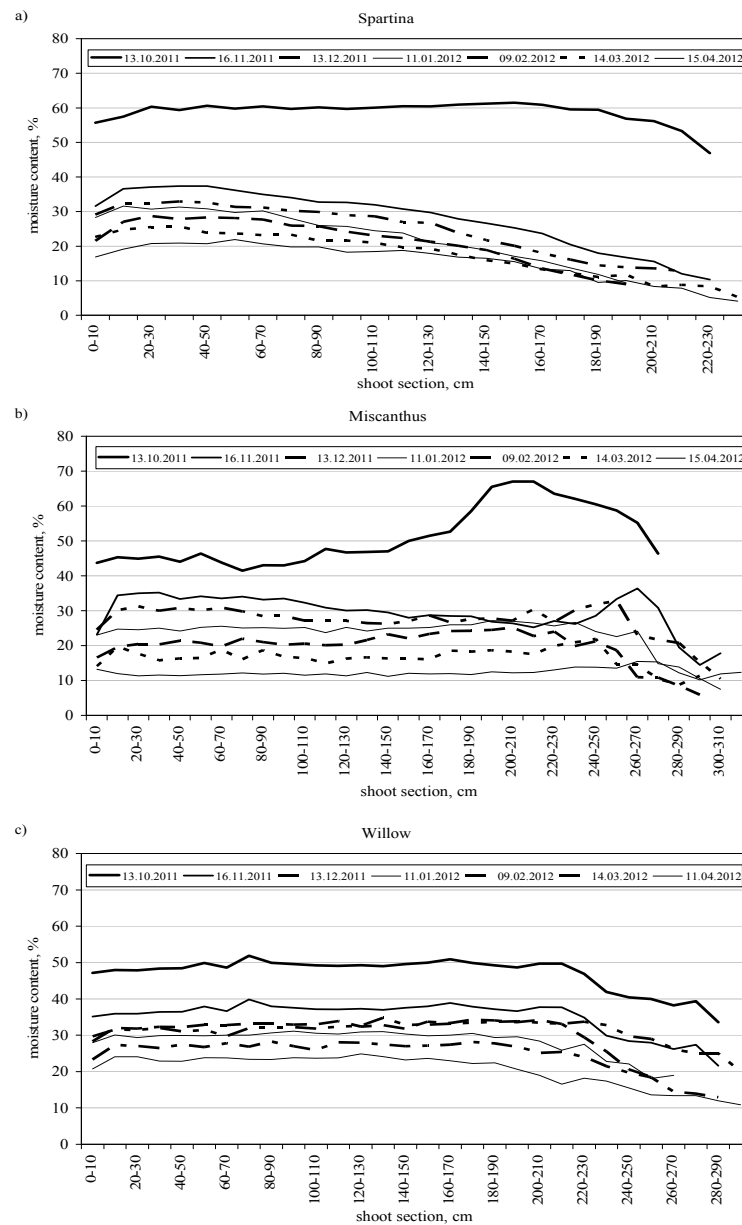 a)
Spartina
80
70
60
50
40
30
20
10
0
moisture content, %
13.10.2011 16.11.2011 13.12.2011 11.01.2012 09.02.2012 14.03.2012 15.04.2012
0-10 20-30 40-50 60-70 80-90 100-110 120-130 140-150 160-170 180-190 200-210 220-230
shoot section, cm
b)
Miscanthus
80
70
60
50
40
30
20
10
0
moisture content, %
13.10.2011 16.11.2011 13.12.2011 11.01.2012 09.02.2012 14.03.2012 15.04.2012
0-10 20-30 40-50 60-70 80-90 100-110 120-130 140-150 160-170 180-190 200-210 220-230 240-250 260-270 280-290 300-310
shoot section, cm
c)
Willow
80
70
60
50
40
30
20
10
0
moisture content, %
13.10.2011 16.11.2011 13.12.2011 11.01.2012 09.02.2012 14.03.2012 11.04.2012
0-10 20-30 40-50 60-70 80-90 100-110 120-130 140-150 160-170 180-190 200-210 220-230 240-250 260-270 280-290
shoot section, cm